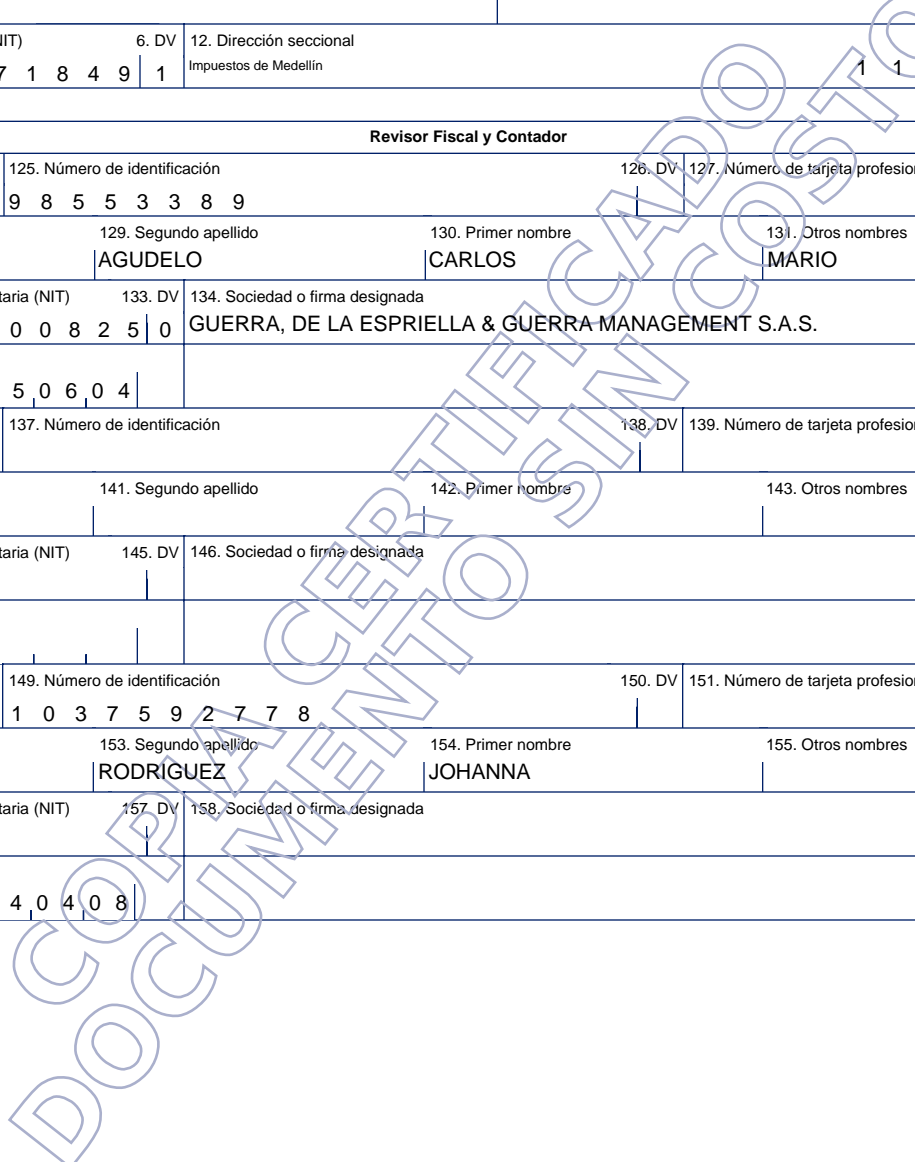 IIT) 6. DV 12. Dirección seccional
7 1 8 4 9 1 Impuestos de Medellín 1 1
Revisor Fiscal y Contador
125. Número de identificación 126. DV 127. Número de tarjeta profesion
9 8 5 5 3 3 8 9
129. Segundo apellido 130. Primer nombre 131. Otros nombres
AGUDELO CARLOS MARIO
taria (NIT) 133. DV 134. Sociedad o firma designada
0 0 8 2 5 0 GUERRA, DE LA ESPRIELLA & GUERRA MANAGEMENT S.A.S.
5 0 6 0 4
137. Número de identificación 138. DV 139. Número de tarjeta profesion
141. Segundo apellido 142. Primer nombre 143. Otros nombres
taria (NIT) 145. DV 146. Sociedad o firma designada
149. Número de identificación 150. DV 151. Número de tarjeta profesion
1 0 3 7 5 9 2 7 7 8
153. Segundo apellido 154. Primer nombre 155. Otros nombres
RODRIGUEZ JOHANNA
taria (NIT) 157. DV 158. Sociedad o firma designada
4 0 4 0 8
COPIA CERTIFICADO
DOCUMENTO SIN COSTO